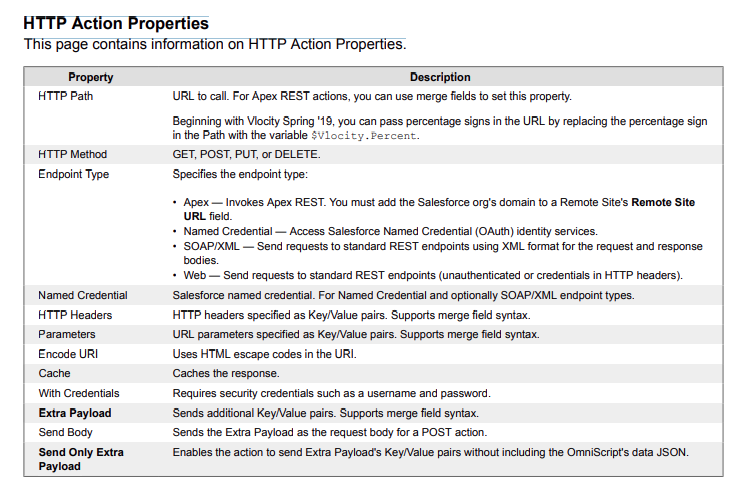 HTTP Action Properties
This page contains information on HTTP Action Properties.
Property Description
HTTP Path URL to call. For Apex REST actions, you can use merge fields to set this property.
Beginning with Vlocity Spring '19, you can pass percentage signs in the URL by replacing the percentage sign
in the Path with the variable $Vlocity.Percent.
HTTP Method GET, POST, PUT, or DELETE.
Endpoint Type Specifies the endpoint type:
• Apex — Invokes Apex REST. You must add the Salesforce org's domain to a Remote Site's Remote Site
URL field.
• Named Credential — Access Salesforce Named Credential (OAuth) identity services.
• SOAP/XML — Send requests to standard REST endpoints using XML format for the request and response
bodies.
• Web — Send requests to standard REST endpoints (unauthenticated or credentials in HTTP headers).
Named Credential Salesforce named credential. For Named Credential and optionally SOAP/XML endpoint types.
HTTP Headers HTTP headers specified as Key/Value pairs. Supports merge field syntax.
Parameters URL parameters specified as Key/Value pairs. Supports merge field syntax.
Encode URI Uses HTML escape codes in the URI.
Cache Caches the response.
With Credentials Requires security credentials such as a username and password.
Extra Payload Sends additional Key/Value pairs. Supports merge field syntax.
Send Body Sends the Extra Payload as the request body for a POST action.
Send Only Extra Enables the action to send Extra Payload's Key/Value pairs without including the OmniScript's data JSON.
Payload